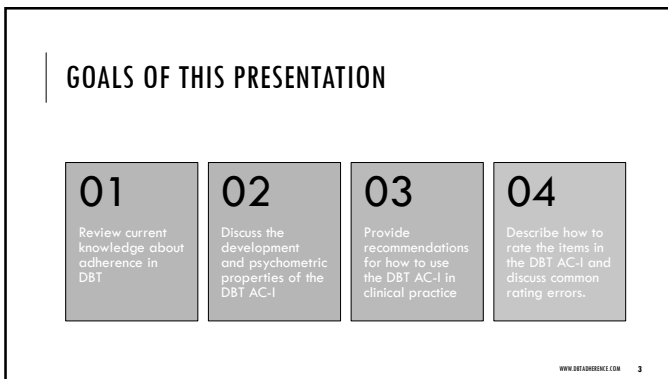 GOALS OF THIS PRESENTATION
01
Review current
knowledge about
adherence in
DBT
02
Discuss the
development
and psychometric
properties of the
DBT AC-I
03
Provide
recommendations
for how to use
the DBT AC-I in
clinical practice
04
Describe how to
rate the items in
the DBT AC-I and
discuss common
rating errors.
WWW.DBTADHERENCE.COM 3